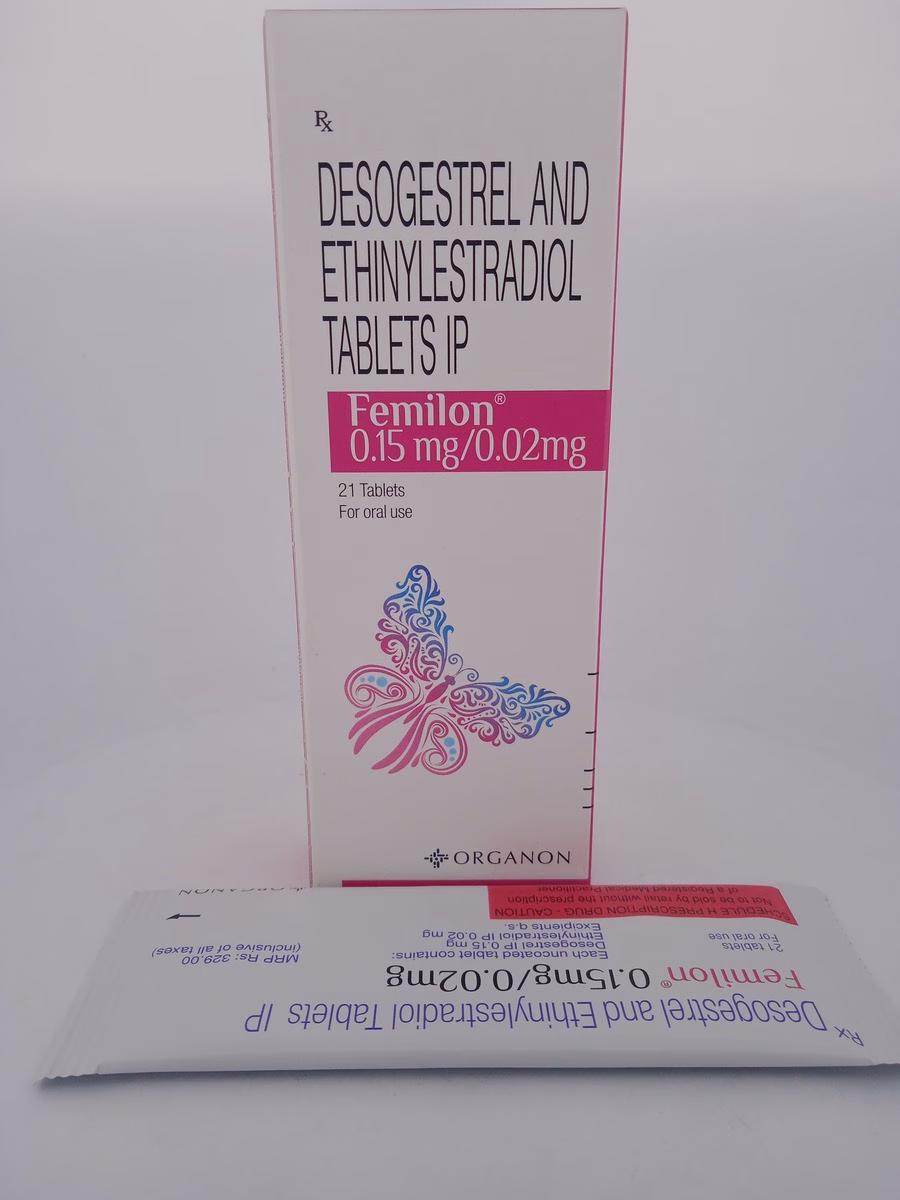 Rx
DESOGESTREL AND
ETHINYLESTRADIOL
TABLETS IP
Femilon®
0.15 mg/0.02mg
21 Tablets
For oral use
ORGANON
Rx
Desogestrel and Ethinylestradiol Tablets IP
Femilon® 0.15mg/0.02mg
21 tablets
For oral use
Each uncoated tablet contains:
Desogestrel IP 0.15 mg
Ethinylestradiol IP 0.02 mg
Excipients q.s.
MRP Rs: 329.00
(inclusive of all taxes)
SCHEDULE H PRESCRIPTION DRUG - CAUTION
Not to be sold by retail without the prescription
of a Registered Medical Practitioner
ORGANON